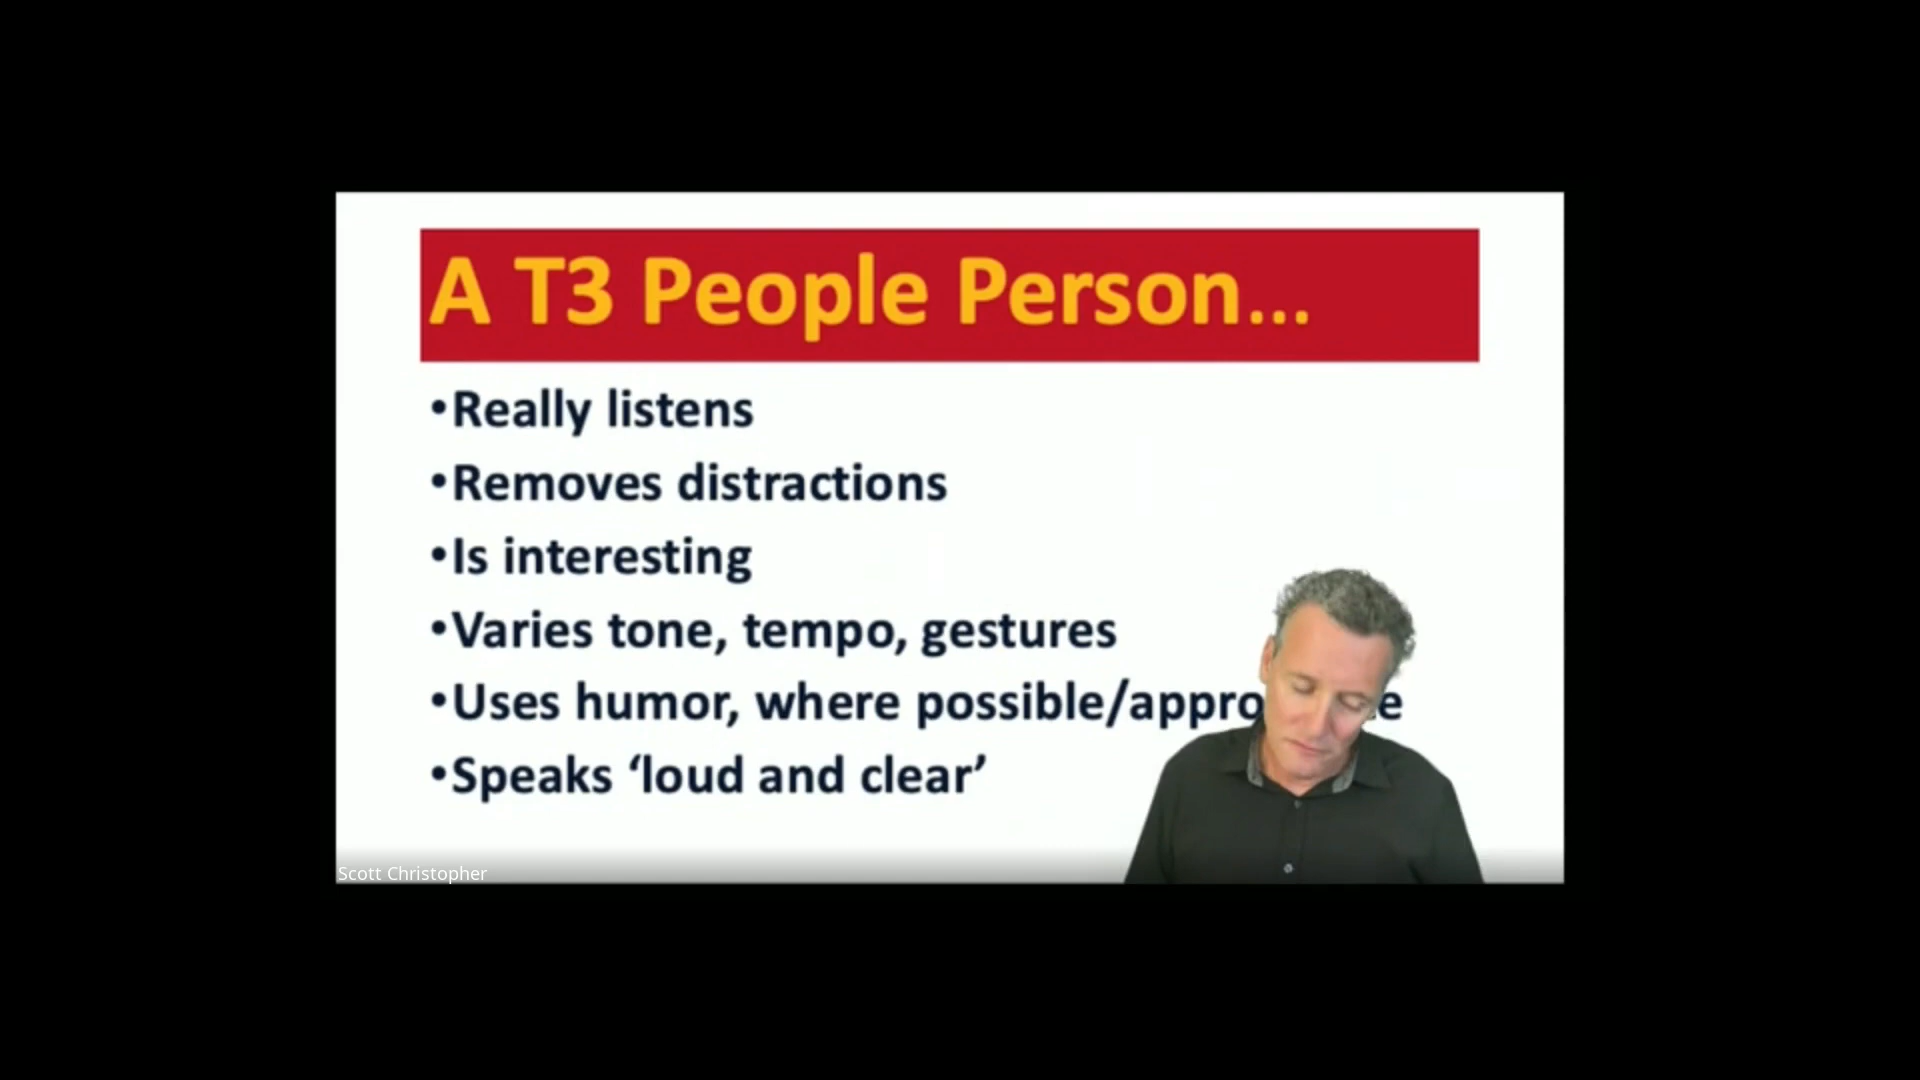 A T3 People Person...
•Really listens
•Removes distractions
•Is interesting
•Varies tone, tempo, gestures
•Uses humor, where possible/
•Speaks ‘loud and clear’
Scott Christopher